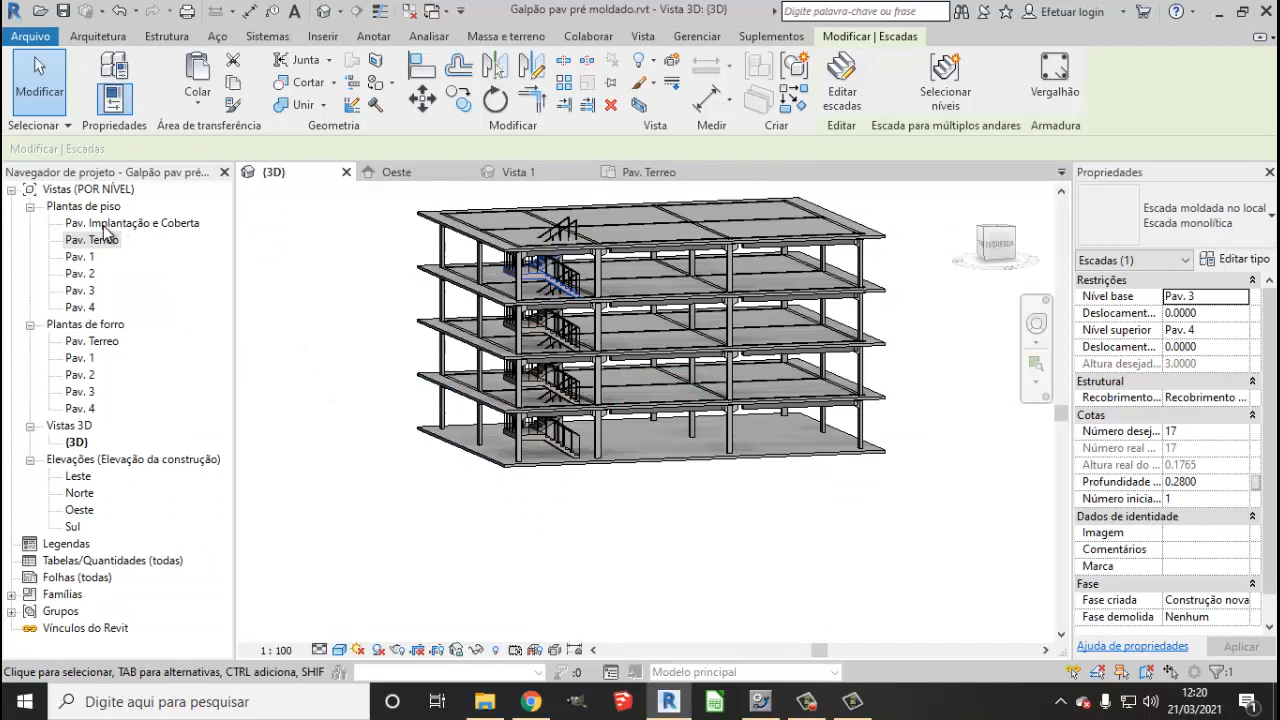 Galpão pav pré moldado.rvt - Vista 3D: {3D}
Digite palavra-chave ou frase
Efetuar login
Arquivo
Arquitetura
Estrutura
Aço
Sistemas
Inserir
Anotar
Analisar
Massa e terreno
Colaborar
Vista
Gerenciar
Suplementos
Modificar | Escadas
Modificar
Colar
Junta
Cortar
Unir
Editar escadas
Selecionar níveis
Vergalhão
Selecionar
Propriedades
Área de transferência
Geometria
Modificar
Vista
Medir
Criar
Editar
Escada para múltiplos andares
Armadura
Modificar | Escadas
Navegador de projeto - Galpão pav pré...
{3D}
Oeste
Vista 1
Pav. Terreo
Vistas (POR NÍVEL)
Plantas de piso
Pav. Implantação e Coberta
Pav. Terreo
Pav. 1
Pav. 2
Pav. 3
Pav. 4
Plantas de forro
Pav. Terreo
Pav. 1
Pav. 2
Pav. 3
Pav. 4
Vistas 3D
{3D}
Elevações (Elevação da construção)
Leste
Norte
Oeste
Sul
Legendas
Tabelas/Quantidades (todas)
Folhas (todas)
Famílias
Grupos
Vínculos do Revit
Propriedades
Escada moldada no local
Escada monolítica
Escadas (1)
Editar tipo
Restrições
Nível base Pav. 3
Deslocament... 0.0000
Nível superior Pav. 4
Deslocament... 0.0000
Altura desejad... 3.0000
Estrutural
Recobrimento... Recobrimento ...
Cotas
Número desej... 17
Número real ... 17
Altura real do ... 0.1765
Profundidade ... 0.2800
Número inicia... 1
Dados de identidade
Imagem
Comentários
Marca
Fase
Fase criada Construção nova
Fase demolida Nenhum
Ajuda de propriedades
Aplicar
1 : 100
Clique para selecionar, TAB para alternativas, CTRL adiciona, SHIF
:0
Modelo principal
:1
Digite aqui para pesquisar
12:20
21/03/2021